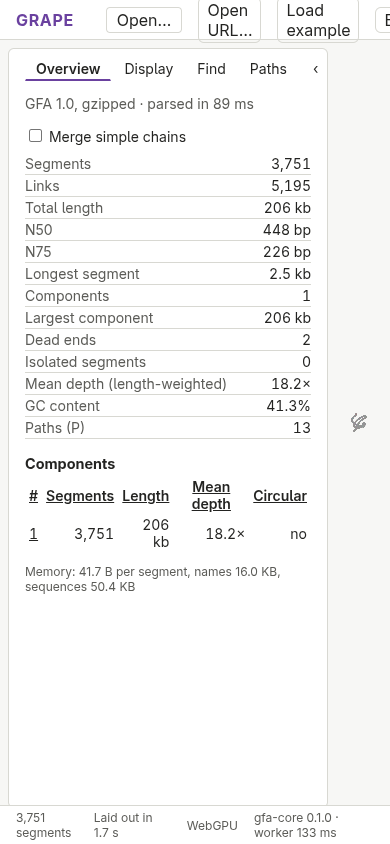 GRAPE Open... Open URL... Load example
Overview Display Find Paths ‹
GFA 1.0, gzipped · parsed in 89 ms
Merge simple chains
Segments 3,751
Links 5,195
Total length 206 kb
N50 448 bp
N75 226 bp
Longest segment 2.5 kb
Components 1
Largest component 206 kb
Dead ends 2
Isolated segments 0
Mean depth (length-weighted) 18.2×
GC content 41.3%
Paths (P) 13
Components
# Segments Length Mean depth Circular
1 3,751 206 kb 18.2× no
Memory: 41.7 B per segment, names 16.0 KB,
sequences 50.4 KB
3,751 segments Laid out in 1.7 s WebGPU gfa-core 0.1.0 · worker 133 ms